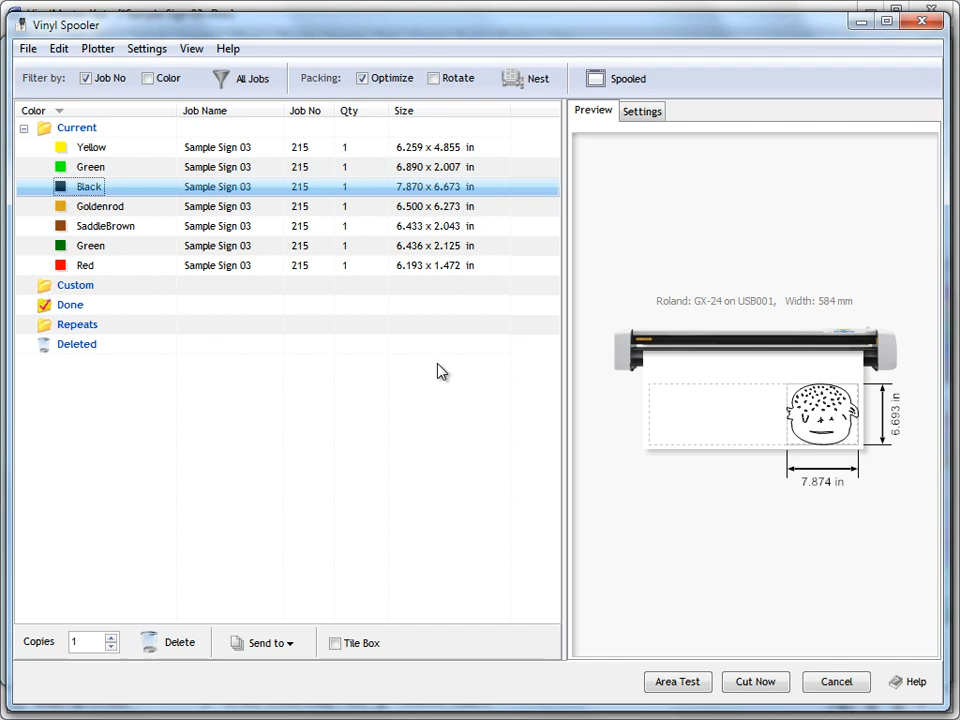 Vinyl Spooler
File Edit Plotter Settings View Help
Filter by: Job No Color All Jobs Packing: Optimize Rotate Nest Spooled
Color Job Name Job No Qty Size
Current
Yellow Sample Sign 03 215 1 6.259 x 4.855 in
Green Sample Sign 03 215 1 6.890 x 2.007 in
Black Sample Sign 03 215 1 7.870 x 6.673 in
Goldenrod Sample Sign 03 215 1 6.500 x 6.273 in
SaddleBrown Sample Sign 03 215 1 6.433 x 2.043 in
Green Sample Sign 03 215 1 6.436 x 2.125 in
Red Sample Sign 03 215 1 6.193 x 1.472 in
Custom
Done
Repeats
Deleted
Preview Settings
Roland: GX-24 on USB001, Width: 584 mm
6.693 in
7.874 in
Copies 1 Delete Send to Tile Box
Area Test Cut Now Cancel Help